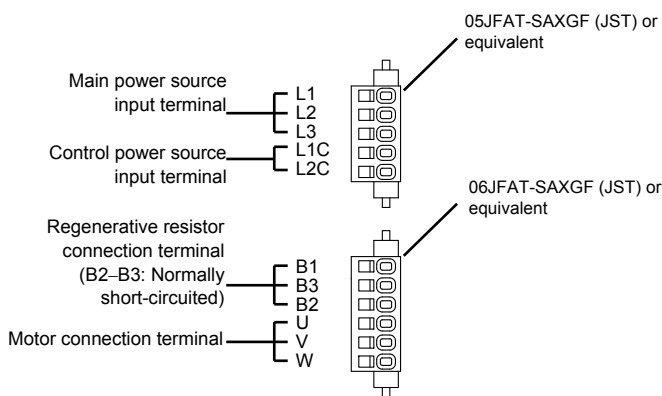 05JFAT-SAXGF (JST) or
equivalent
Main power source
input terminal
L1
L2
L3
Control power source
input terminal
L1C
L2C
06JFAT-SAXGF (JST) or
equivalent
Regenerative resistor
connection terminal
(B2–B3: Normally
short-circuited)
B1
B3
B2
Motor connection terminal
U
V
W